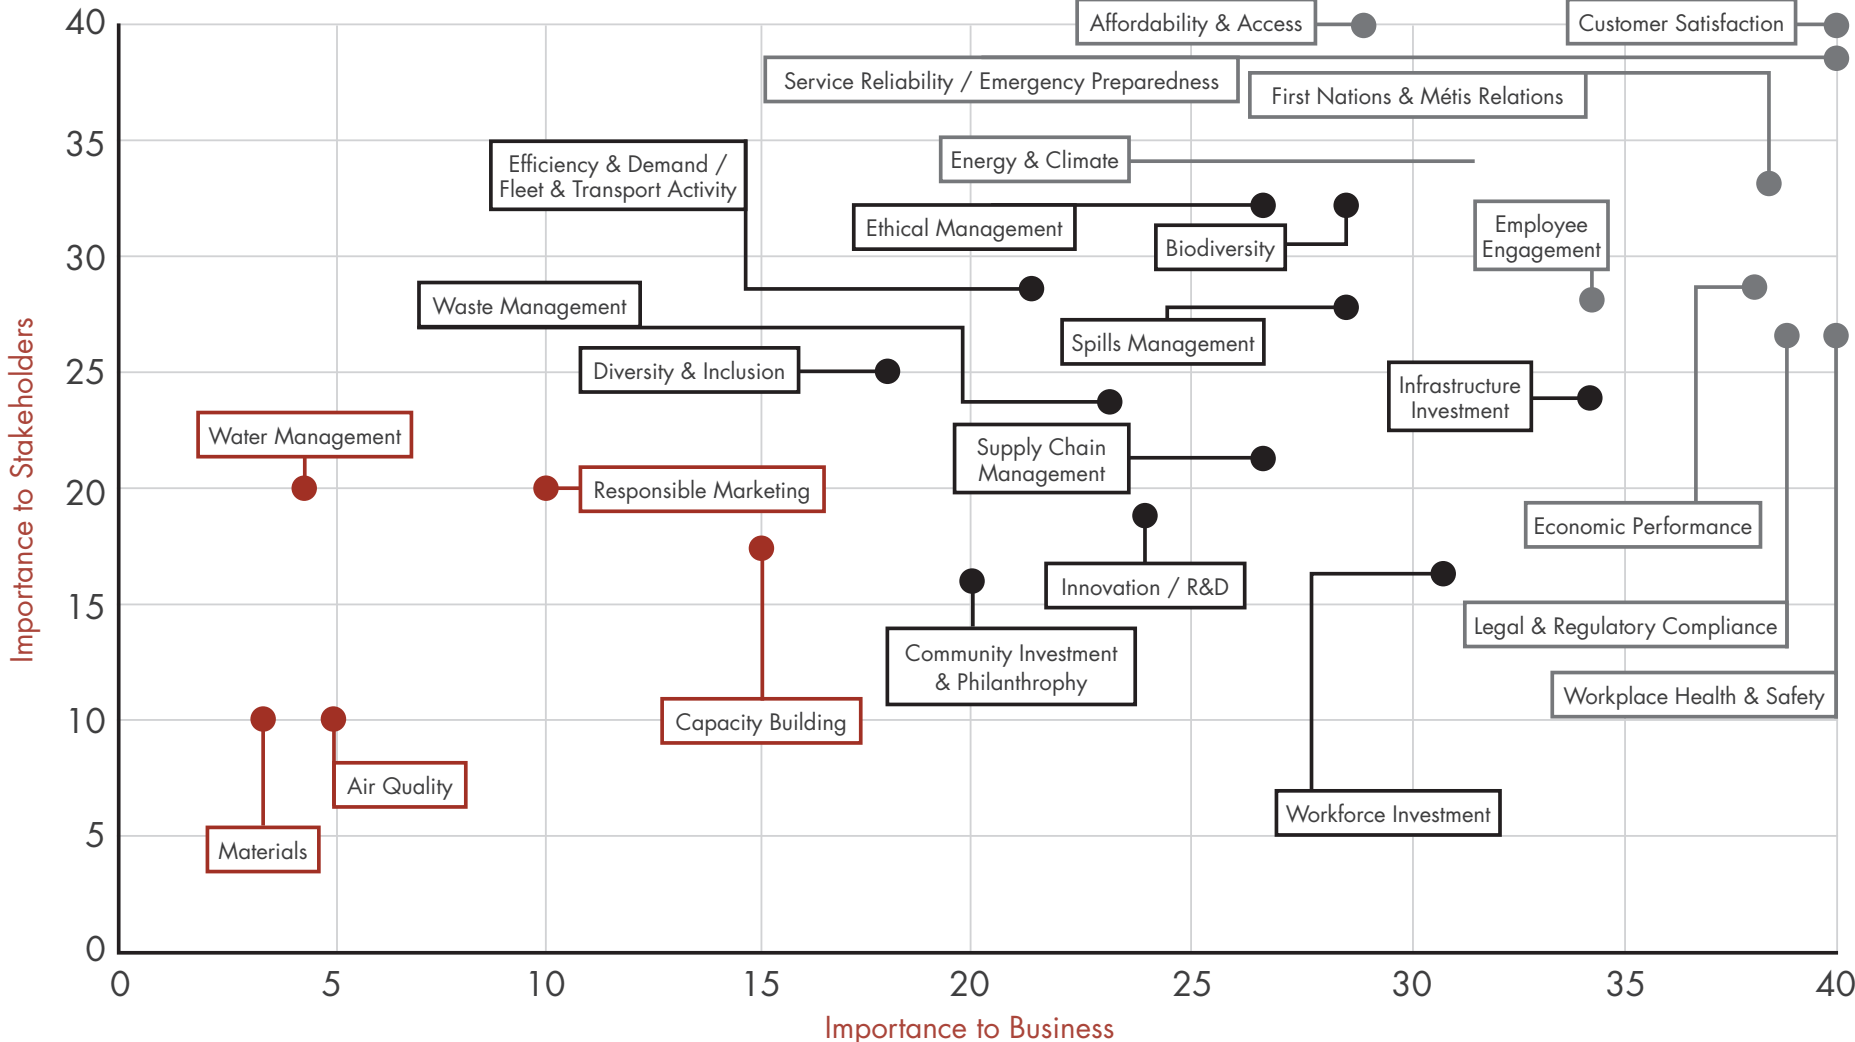 40
Affordability & Access
Customer Satisfaction
Service Reliability / Emergency Preparedness
First Nations & Métis Relations
35
Efficiency & Demand /
Fleet & Transport Activity
Energy & Climate
Ethical Management
Biodiversity
Employee
Engagement
30
Waste Management
Spills Management
25
Diversity & Inclusion
Infrastructure
Investment
Water Management
Supply Chain
Management
20
Responsible Marketing
Economic Performance
Innovation / R&D
15
Legal & Regulatory Compliance
Community Investment
& Philanthropy
Workplace Health & Safety
10
Capacity Building
Air Quality
Workforce Investment
5
Materials
0
0
5
10
15
20
25
30
35
40
Importance to Stakeholders
Importance to Business